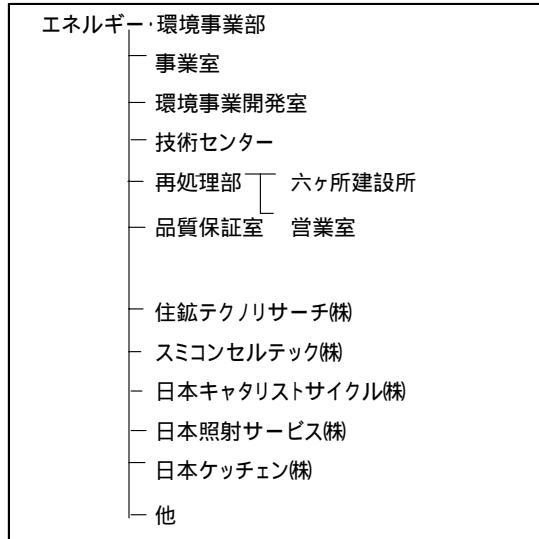 エネルギー・環境事業部
事業室
環境事業開発室
技術センター
再処理部 六ヶ所建設所
品質保証室 営業室
住鉱テクノリサーチ㈱
スミコンセルテック㈱
日本キャタリストサイクル㈱
日本照射サービス㈱
日本ケッチェン㈱
他